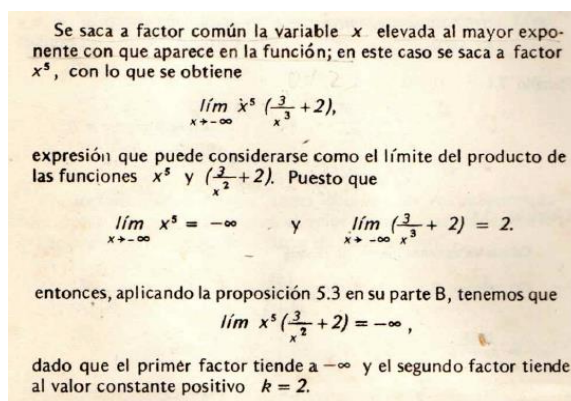 Se saca a factor común la variable x elevada al mayor expo-
nente con que aparece en la función; en este caso se saca a factor
x⁵, con lo que se obtiene
lím x⁵ (3/x³ + 2),
x→-∞
expresión que puede considerarse como el límite del producto de
las funciones x⁵ y (3/x² + 2). Puesto que
lím x⁵ = -∞ y lím (3/x³ + 2) = 2.
x→-∞ x→-∞
entonces, aplicando la proposición 5.3 en su parte B, tenemos que
lím x⁵ (3/x² + 2) = -∞,
dado que el primer factor tiende a -∞ y el segundo factor tiende
al valor constante positivo k = 2.